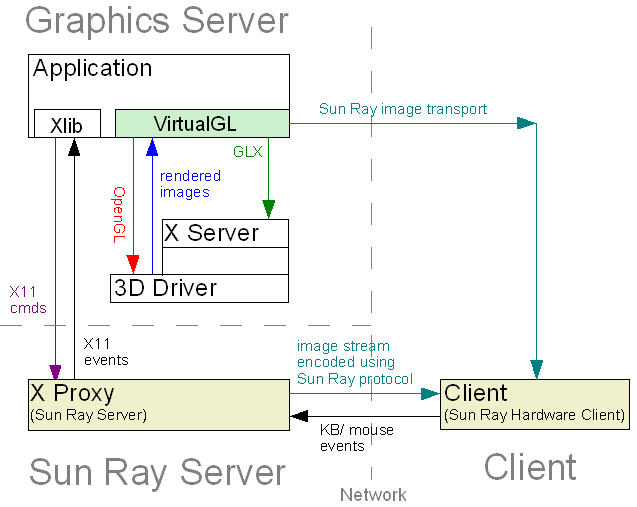 Graphics Server
Application
Xlib
VirtualGL
Sun Ray image transport
OpenGL
rendered
images
GLX
X Server
3D Driver
X11
cmds
X11
events
image stream
encoded using
Sun Ray protocol
X Proxy
(Sun Ray Server)
Client
(Sun Ray Hardware Client)
KB/ mouse
events
Sun Ray Server
Client
Network